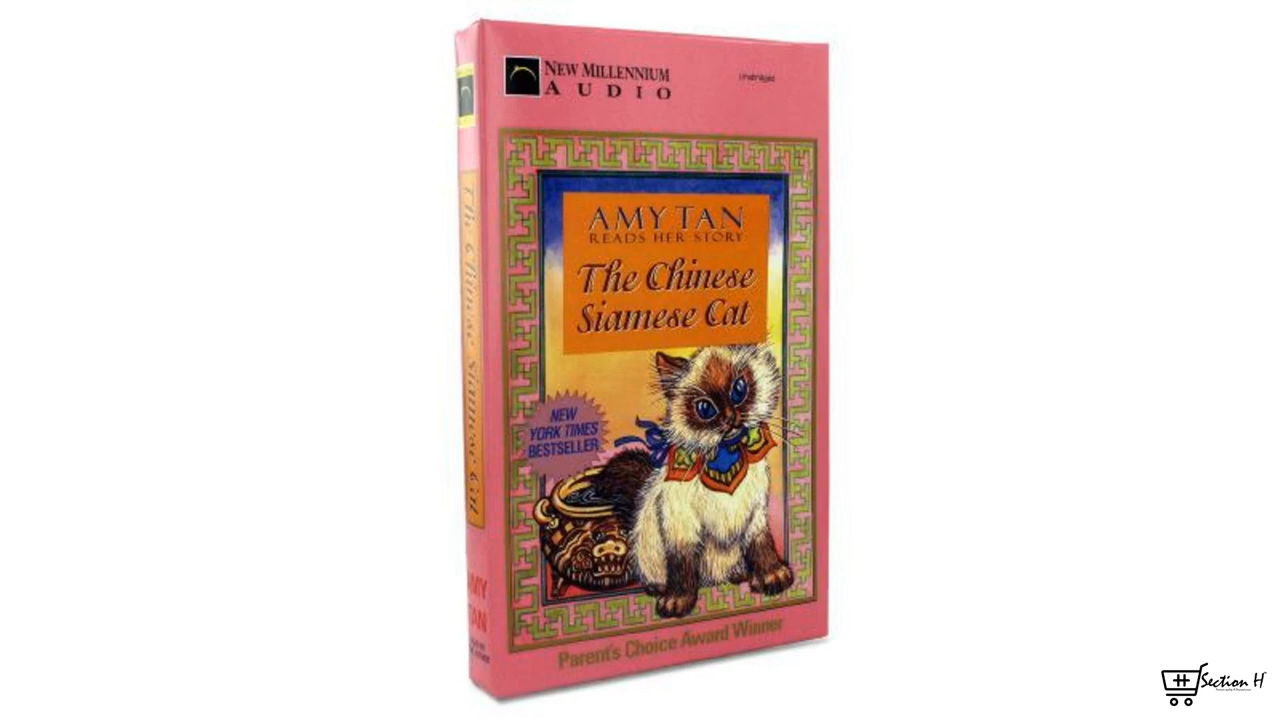 NEW MILLENNIUM
AUDIO
Unabridged
AMY TAN
READS HER STORY
The Chinese
Siamese Cat
NEW
YORK TIMES
BESTSELLER
Parent's Choice Award Winner
The Chinese Siamese Cat
AMY
TAN
Section H